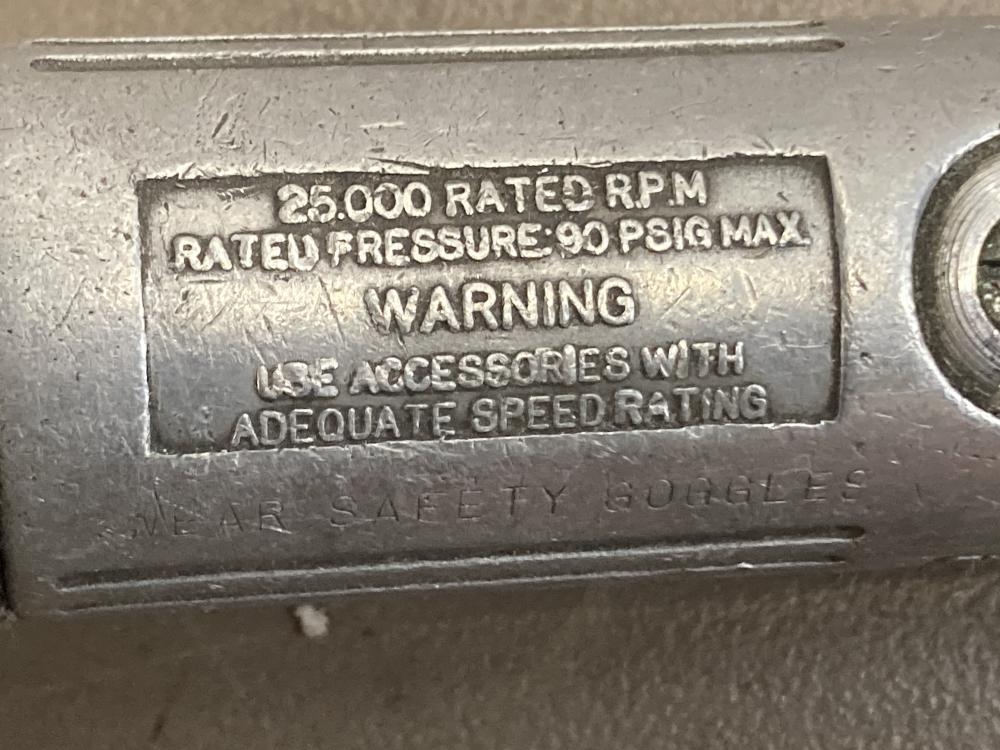 25.000 RATED R.P.M
RATED PRESSURE: 90 PSIG MAX.
WARNING
USE ACCESSORIES WITH
ADEQUATE SPEED RATING
WEAR SAFETY GOGGLES